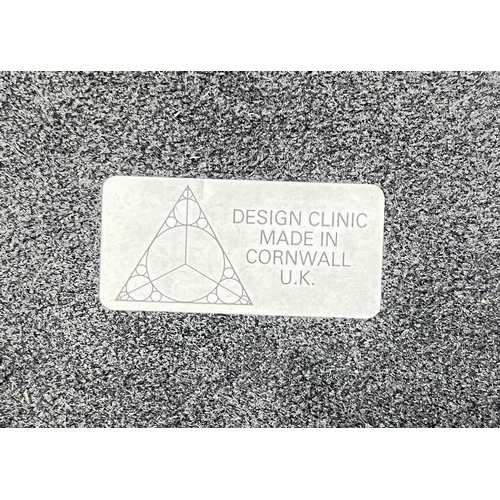 DESIGN CLINIC
MADE IN
CORNWALL
U.K.